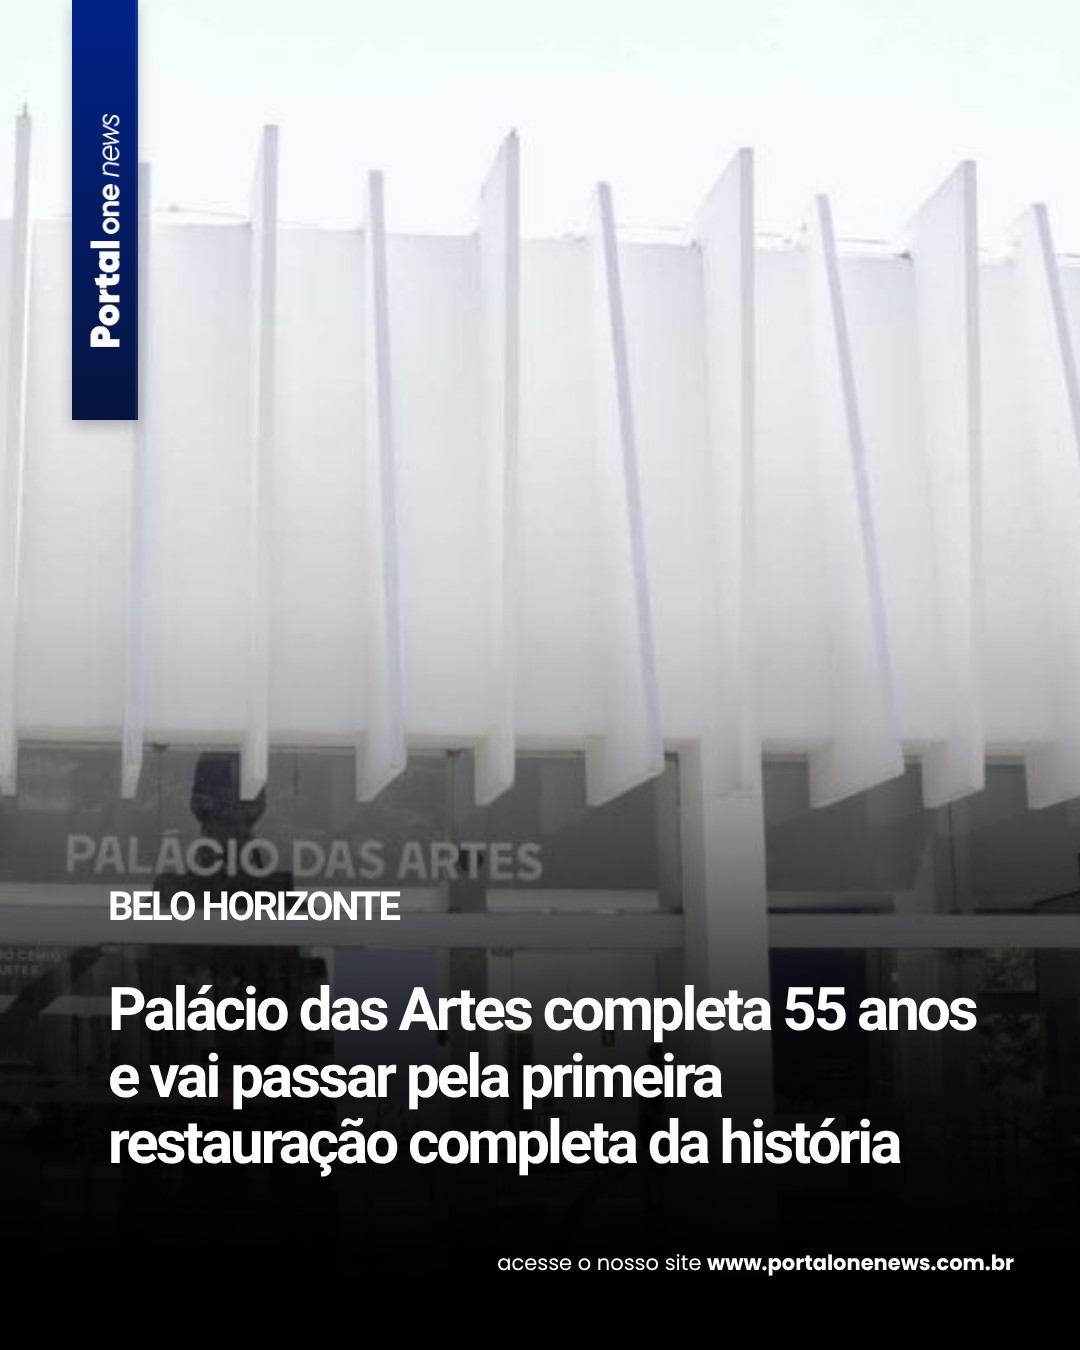 Portal one news
PALÁCIO DAS ARTES
BELO HORIZONTE
Palácio das Artes completa 55 anos
e vai passar pela primeira
restauração completa da história
acesse o nosso site www.portalonenews.com.br